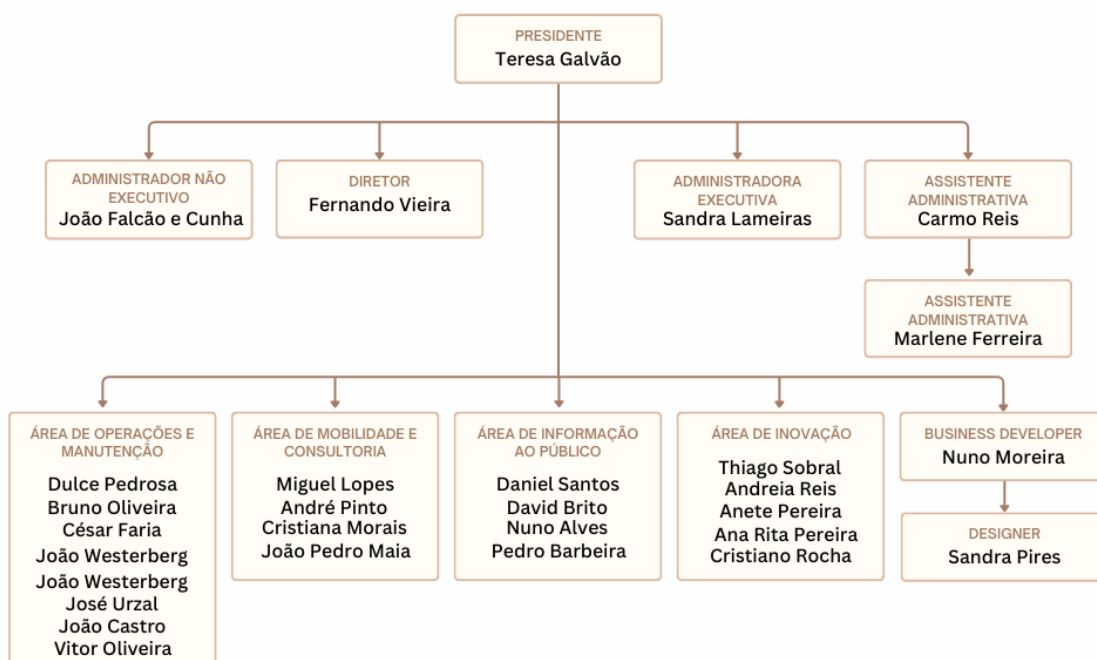 PRESIDENTE
Teresa Galvão
ADMINISTRADOR NÃO
EXECUTIVO
João Falcão e Cunha
DIRETOR
Fernando Vieira
ADMINISTRADORA
EXECUTIVA
Sandra Lameiras
ASSISTENTE
ADMINISTRATIVA
Carmo Reis
ASSISTENTE
ADMINISTRATIVA
Marlene Ferreira
ÁREA DE OPERAÇÕES E
MANUTENÇÃO
Dulce Pedrosa
Bruno Oliveira
César Faria
João Westerberg
João Westerberg
José Urzal
João Castro
Vitor Oliveira
ÁREA DE MOBILIDADE E
CONSULTORIA
Miguel Lopes
André Pinto
Cristiana Morais
João Pedro Maia
ÁREA DE INFORMAÇÃO
AO PÚBLICO
Daniel Santos
David Brito
Nuno Alves
Pedro Barbeira
ÁREA DE INOVAÇÃO
Thiago Sobral
Andreia Reis
Anete Pereira
Ana Rita Pereira
Cristiano Rocha
BUSINESS DEVELOPER
Nuno Moreira
DESIGNER
Sandra Pires